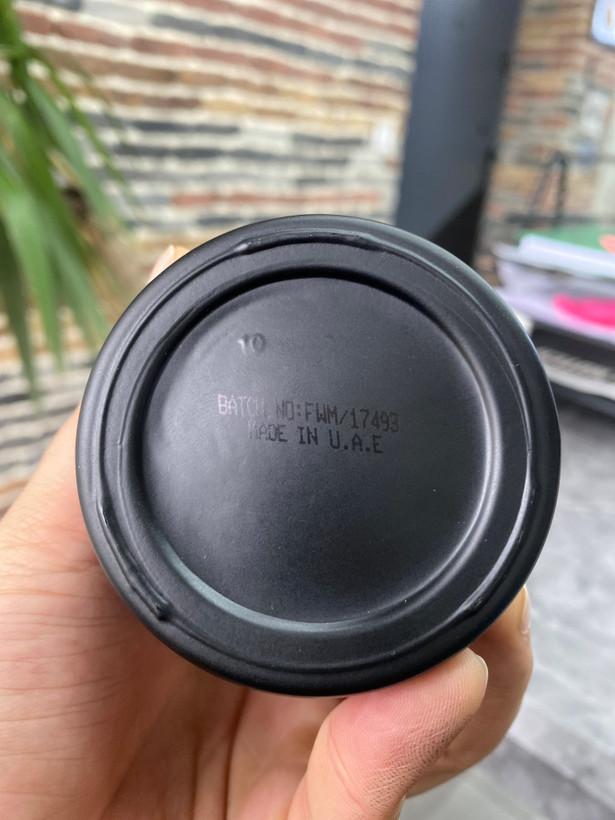 10
BATCH NO:FWM/17493
MADE IN U.A.E